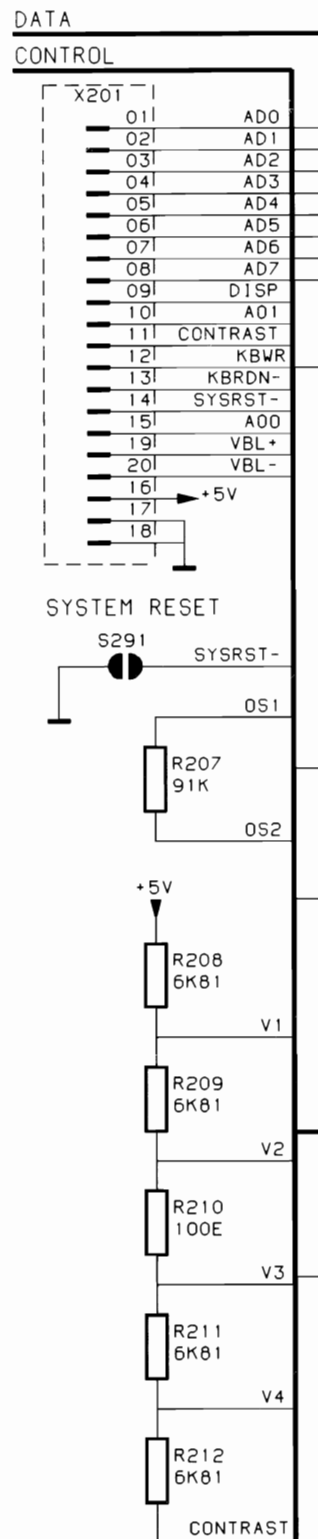 DATA
CONTROL
X201
01 AD0
02 AD1
03 AD2
04 AD3
05 AD4
06 AD5
07 AD6
08 AD7
09 DISP
10 A01
11 CONTRAST
12 KBWR
13 KBRDN-
14 SYSRST-
15 A00
19 VBL+
20 VBL-
16 +5V
17
18
SYSTEM RESET
S291
SYSRST-
OS1
R207
91K
OS2
+5V
R208
6K81
V1
R209
6K81
V2
R210
100E
V3
R211
6K81
V4
R212
6K81
CONTRAST